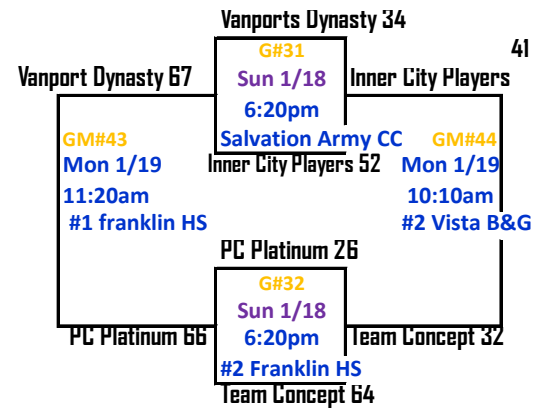 Vanports Dynasty 34
G#31
41
Vanport Dynasty 67
Sun 1/18
Inner City Players
6:20pm
GM#43
Salvation Army CC
GM#44
Mon 1/19
Inner City Players 52
Mon 1/19
11:20am
10:10am
#1 franklin HS
#2 Vista B&G
PC Platinum 26
G#32
Sun 1/18
PC Platinum 66
6:20pm
Team Concept 32
#2 Franklin HS
Team Concept 64